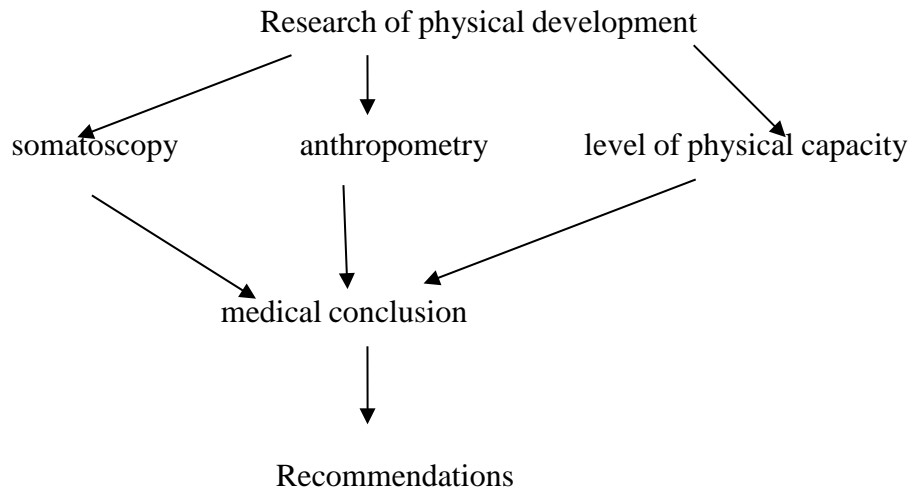 Research of physical development
somatoscopy anthropometry level of physical capacity
medical conclusion
Recommendations